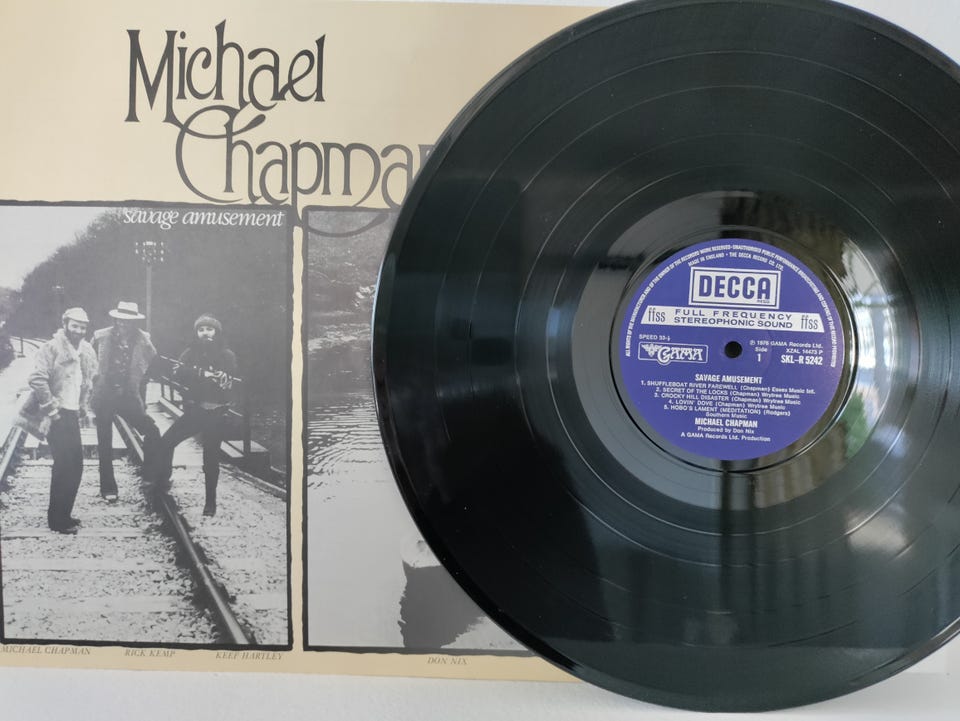 Michael
Chapma
savage amusement
MICHAEL CHAPMAN
RICK KEMP
KEEF HARTLEY
DON NIX
MADE IN ENGLAND • THE DECCA RECORD CO. LTD.
DECCA
ffss FULL FREQUENCY STEREOPHONIC SOUND ffss
SPEED 33⅓
GAMA
℗ 1976 GAMA Records Ltd.
XZAL 14473 P
Side 1
SKL-R 5242
SAVAGE AMUSEMENT
1. SHUFFLEBOAT RIVER FAREWELL (Chapman) Essex Music Int.
2. SECRET OF THE LOCKS (Chapman) Wrytree Music
3. CROCKY HILL DISASTER (Chapman) Wrytree Music
4. LOVIN' DOVE (Chapman) Wrytree Music
5. HOBO'S LAMENT (MEDITATION) (Rodgers)
Southern Music
MICHAEL CHAPMAN
Produced by Don Nix
A GAMA Records Ltd. Production